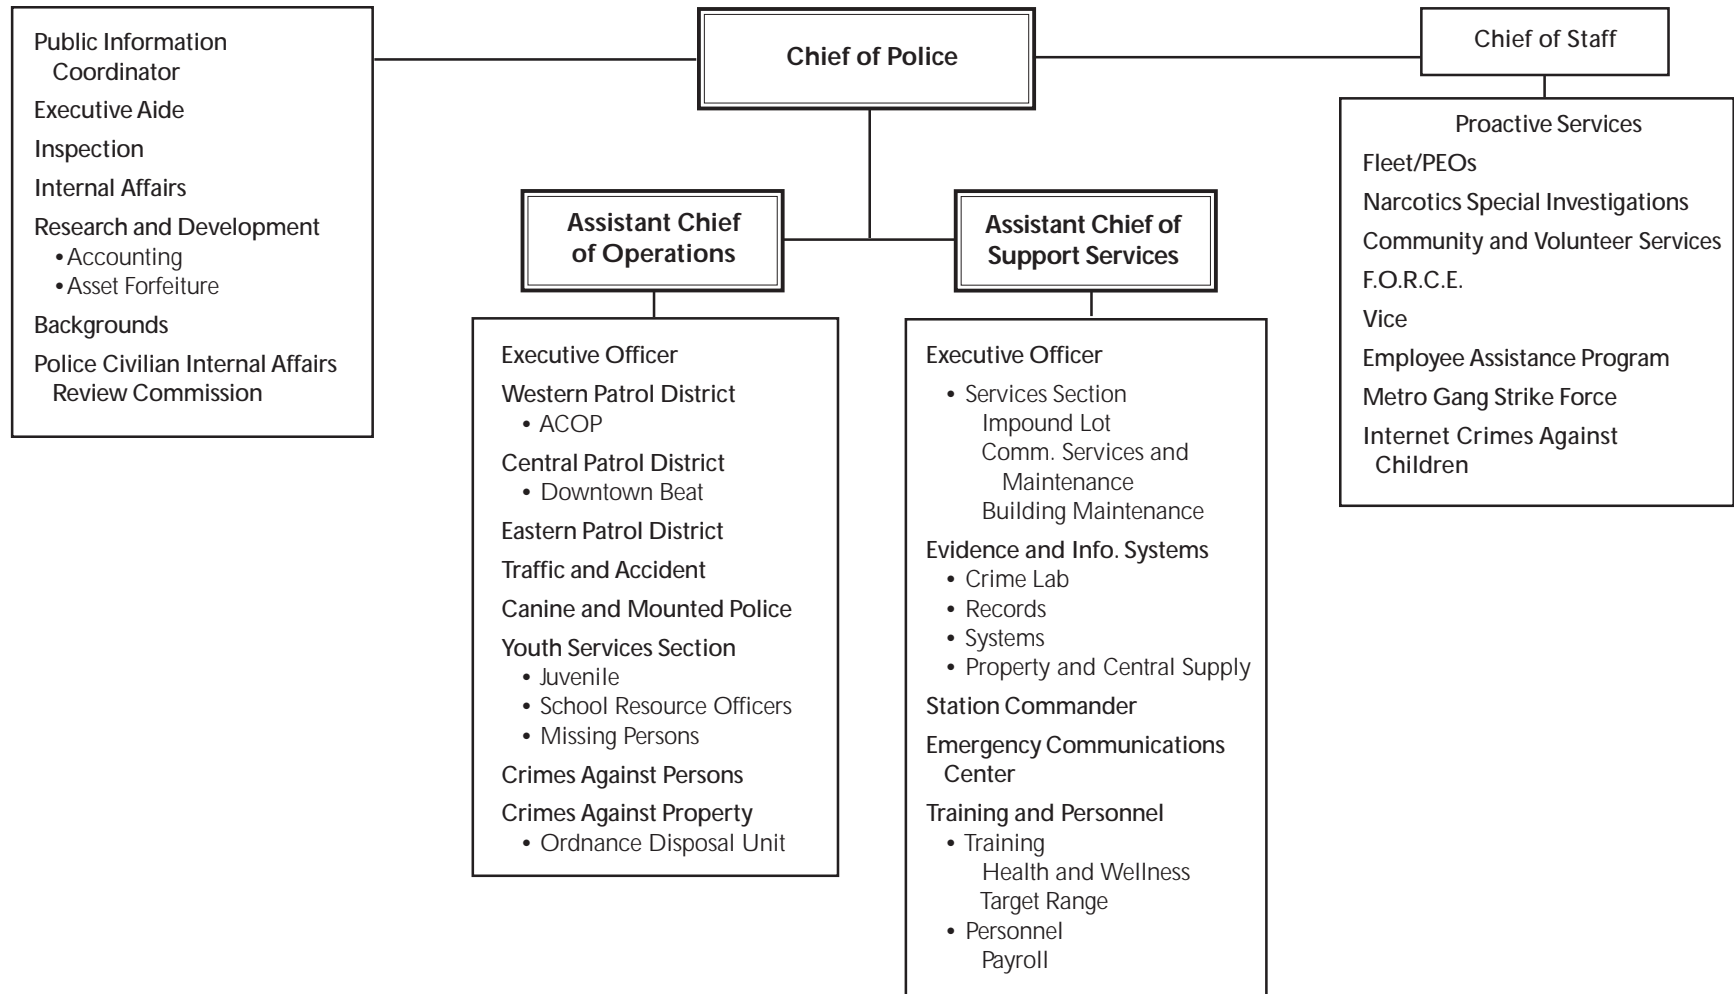 Public Information
Coordinator
Executive Aide
Inspection
Internal Affairs
Research and Development
• Accounting
• Asset Forfeiture
Backgrounds
Police Civilian Internal Affairs
Review Commission
Chief of Police
Chief of Staff
Proactive Services
Fleet/PEOs
Narcotics Special Investigations
Community and Volunteer Services
F.O.R.C.E.
Vice
Employee Assistance Program
Metro Gang Strike Force
Internet Crimes Against
Children
Assistant Chief
of Operations
Executive Officer
Western Patrol District
• ACOP
Central Patrol District
• Downtown Beat
Eastern Patrol District
Traffic and Accident
Canine and Mounted Police
Youth Services Section
• Juvenile
• School Resource Officers
• Missing Persons
Crimes Against Persons
Crimes Against Property
• Ordnance Disposal Unit
Assistant Chief of
Support Services
Executive Officer
• Services Section
Impound Lot
Comm. Services and
Maintenance
Building Maintenance
Evidence and Info. Systems
• Crime Lab
• Records
• Systems
• Property and Central Supply
Station Commander
Emergency Communications
Center
Training and Personnel
• Training
Health and Wellness
Target Range
• Personnel
Payroll